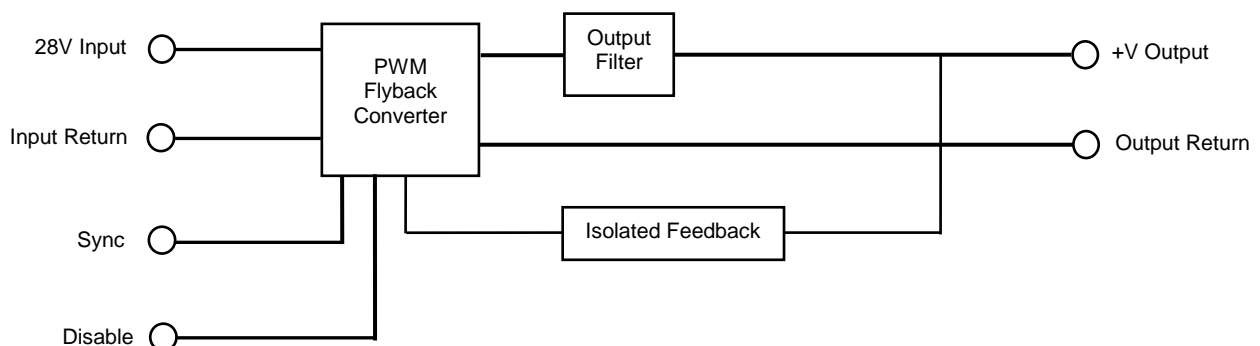 28V Input
PWM
Flyback
Converter
Output
Filter
+V Output
Input Return
Output Return
Sync
Isolated Feedback
Disable